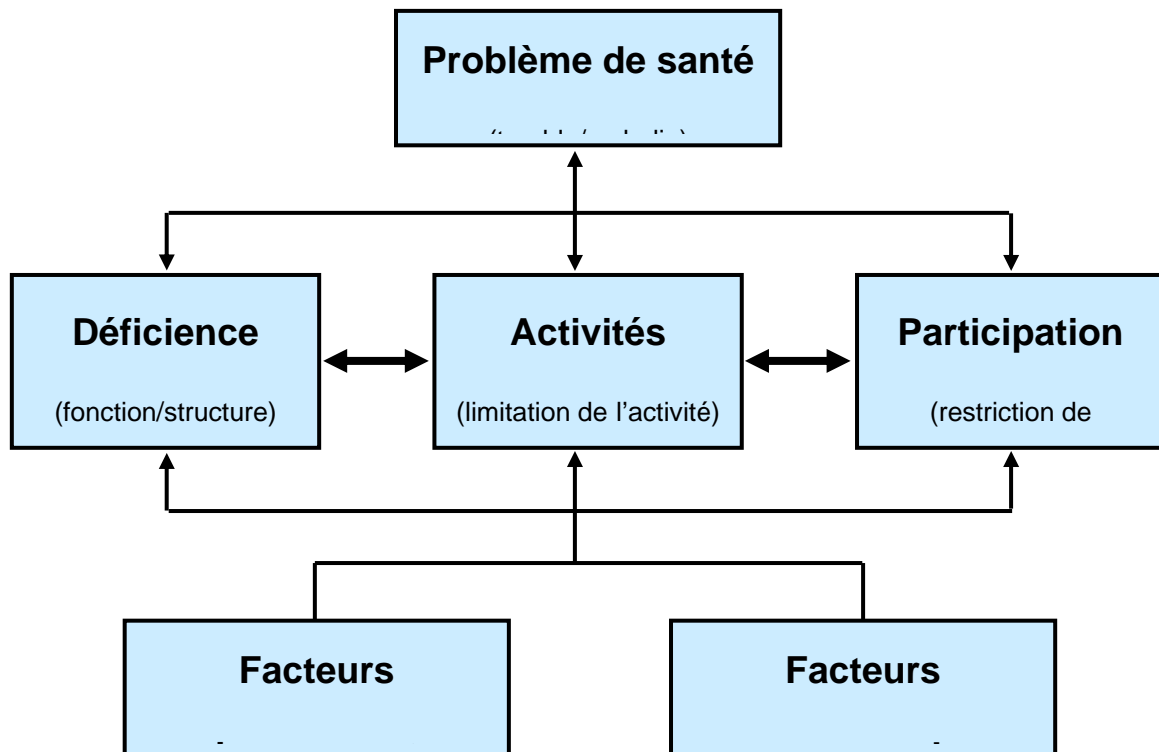 Problème de santé
Déficience
Activités
Participation
(fonction/structure)
(limitation de l’activité)
(restriction de
Facteurs
Facteurs